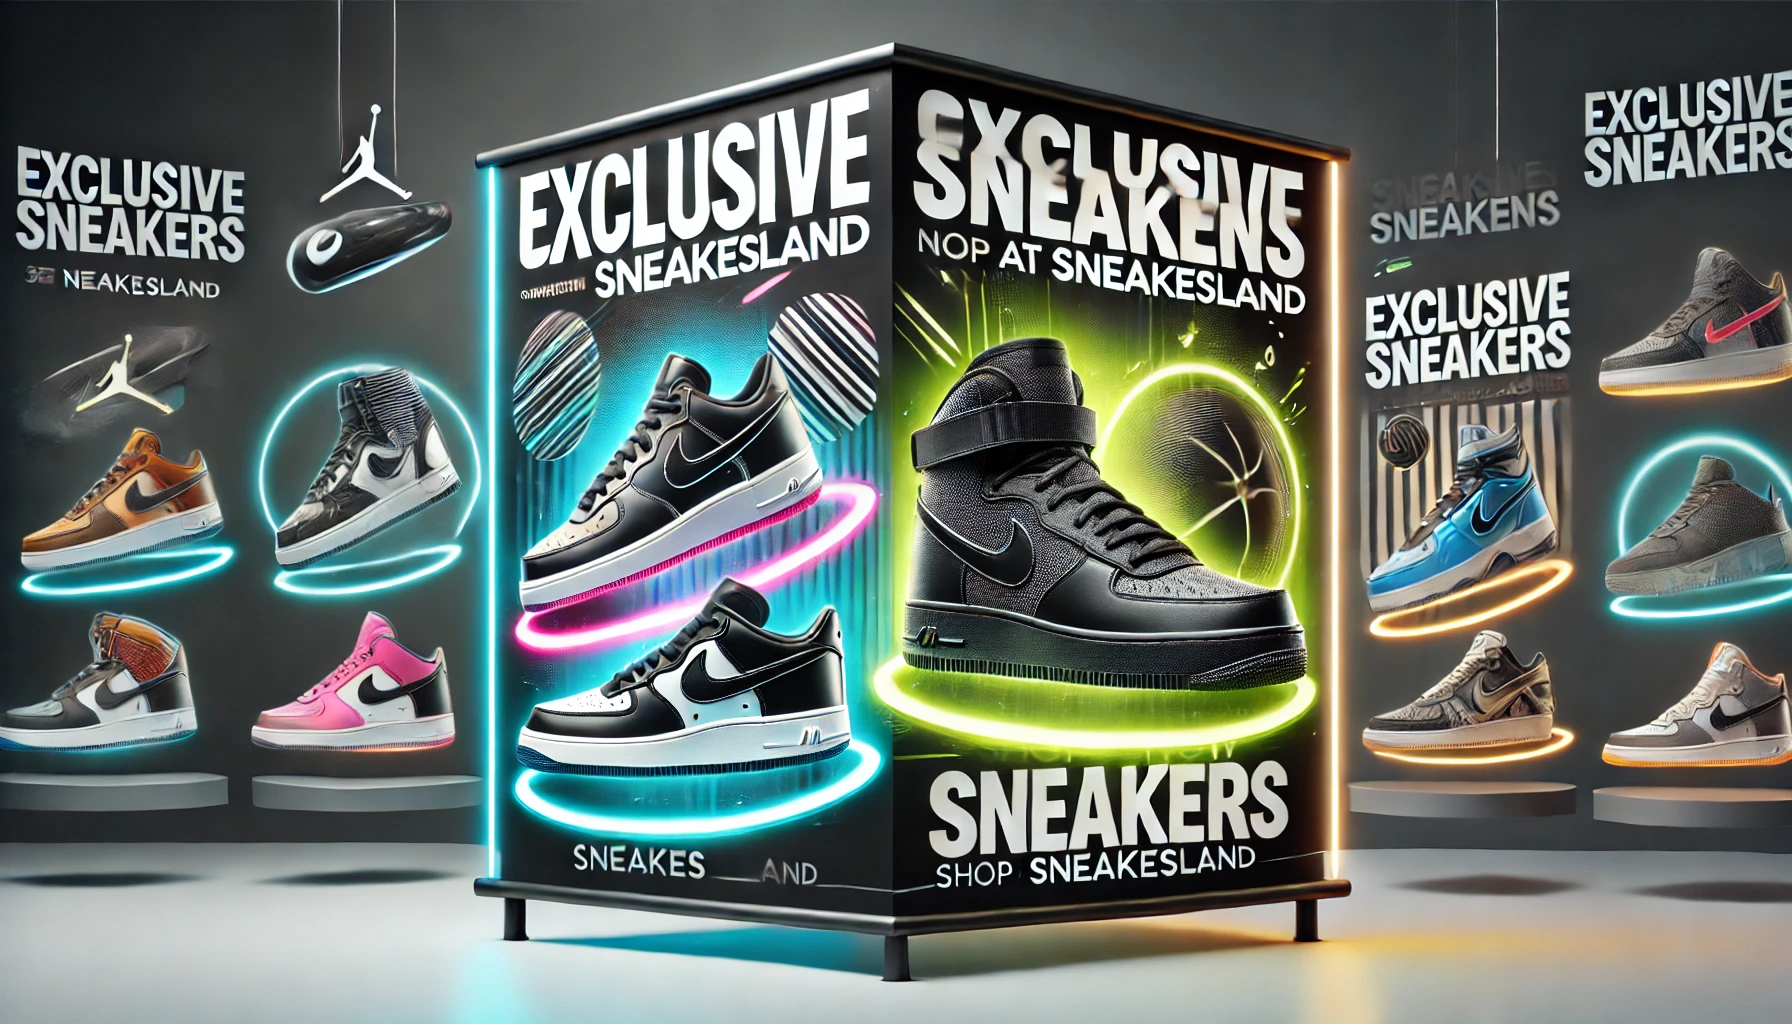 EXCLUSIVE
SNEAKERS
NEAKESLAND
EXCLUSIVE
SNEAKESLAND
SNEAKES AND
EXCLUSIVE
SNEAKENS
NOP AT SNEAKESLAND
SNEAKERS
SHOP SNEAKESLAND
SNEAKENS
EXCLUSIVE
SNEAKERS
EXCLUSIVE
SNEAKERS